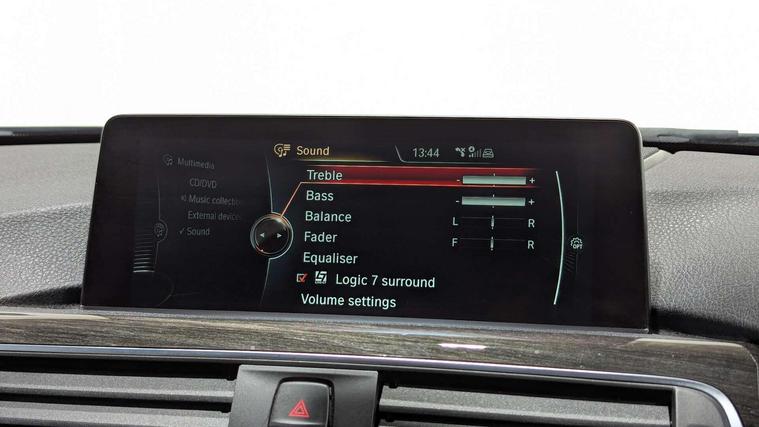 Sound
13:44
Multimedia
CD/DVD
Music collection
External devices
✓ Sound
Treble - +
Bass - +
Balance L R
Fader F R
Equaliser
Logic 7 surround
Volume settings
OPT